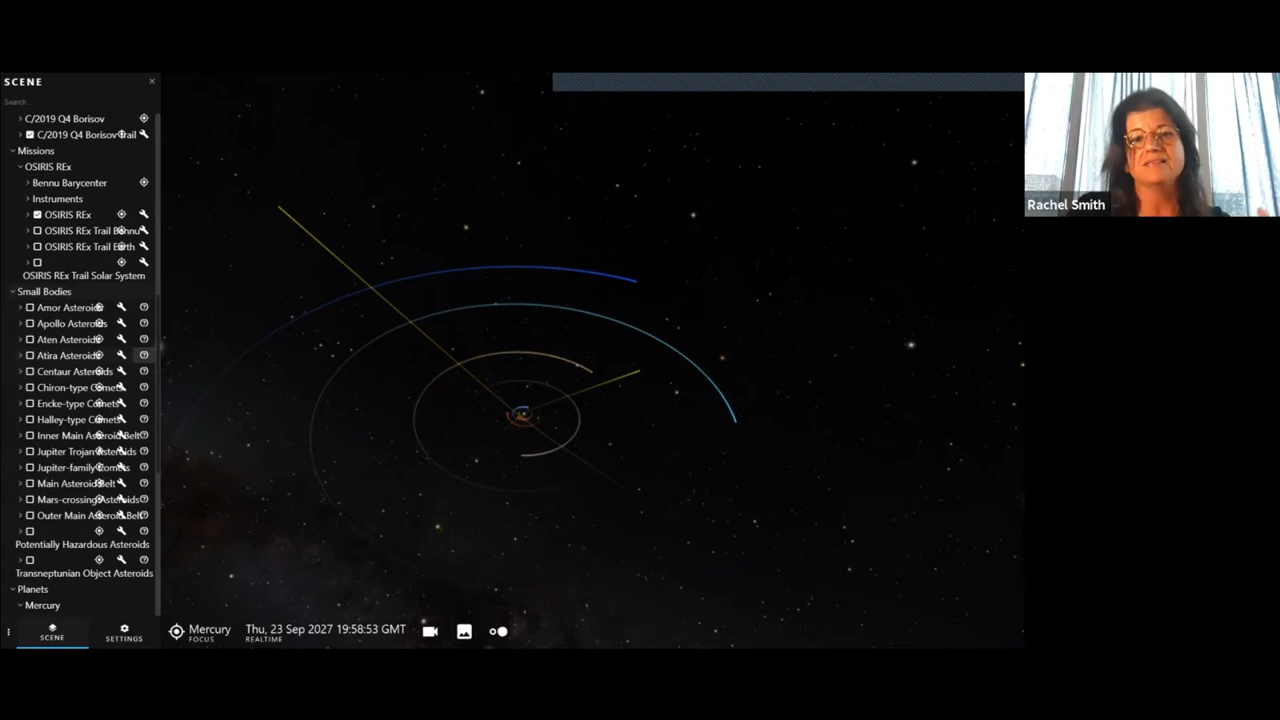 SCENE
Search...
C/2019 Q4 Borisov
C/2019 Q4 Borisov Trail
Missions
OSIRIS REx
Bennu Barycenter
Instruments
OSIRIS REx
OSIRIS REx Trail Bennu
OSIRIS REx Trail Earth
OSIRIS REx Trail Solar System
Small Bodies
Amor Asteroids
Apollo Asteroids
Aten Asteroids
Atira Asteroids
Centaur Asteroids
Chiron-type Comets
Encke-type Comets
Halley-type Comets
Inner Main Asteroid Belt
Jupiter Trojan Asteroids
Jupiter-family Comets
Main Asteroid Belt
Mars-crossing Asteroids
Outer Main Asteroid Belt
Potentially Hazardous Asteroids
Transneptunian Object Asteroids
Planets
Mercury
SCENE
SETTINGS
Mercury
FOCUS
Thu, 23 Sep 2027 19:58:53 GMT
REALTIME
Rachel Smith